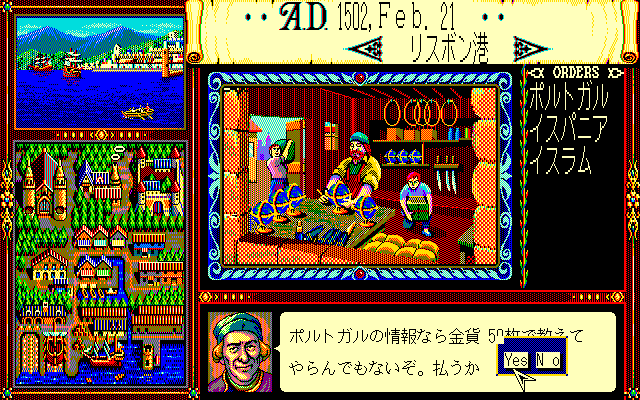 A.D. 1502, Feb. 21
リスボン港
ORDERS
ポルトガル
イスパニア
イスラム
ポルトガルの情報なら金貨 50枚で教えて
やらんでもないぞ。払うか
Yes No